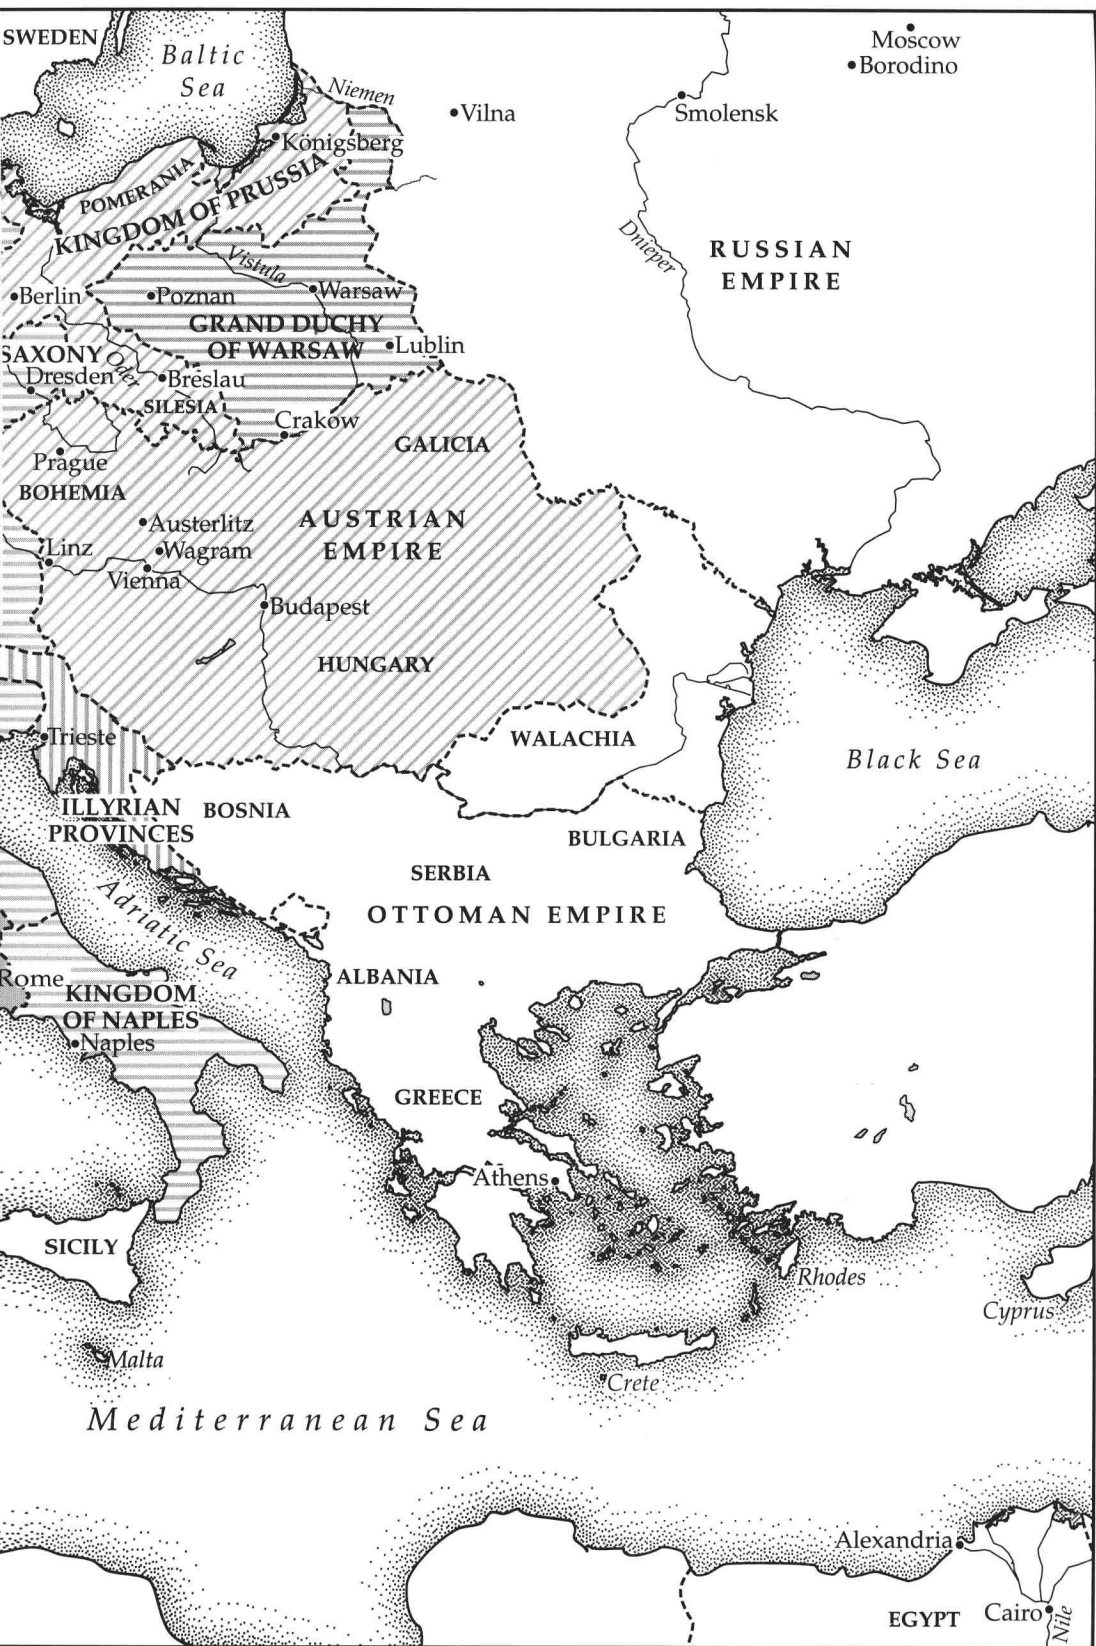 SWEDEN
Baltic
Sea
Moscow
Borodino
Niemen
Vilna
Smolensk
Königsberg
POMERANIA
KINGDOM OF PRUSSIA
Dnieper
RUSSIAN
EMPIRE
Vistula
Berlin
Poznan
Warsaw
GRAND DUCHY
OF WARSAW
Lublin
SAXONY
Oder
Dresden
Breslau
SILESIA
Crakow
GALICIA
Prague
BOHEMIA
Austerlitz
AUSTRIAN
EMPIRE
Linz
Wagram
Vienna
Budapest
HUNGARY
Trieste
WALACHIA
Black Sea
ILLYRIAN
PROVINCES
BOSNIA
BULGARIA
SERBIA
Adriatic Sea
OTTOMAN EMPIRE
Rome
ALBANIA
KINGDOM
OF NAPLES
Naples
GREECE
Athens
SICILY
Rhodes
Cyprus
Malta
Crete
Mediterranean Sea
Alexandria
EGYPT
Cairo
Nile